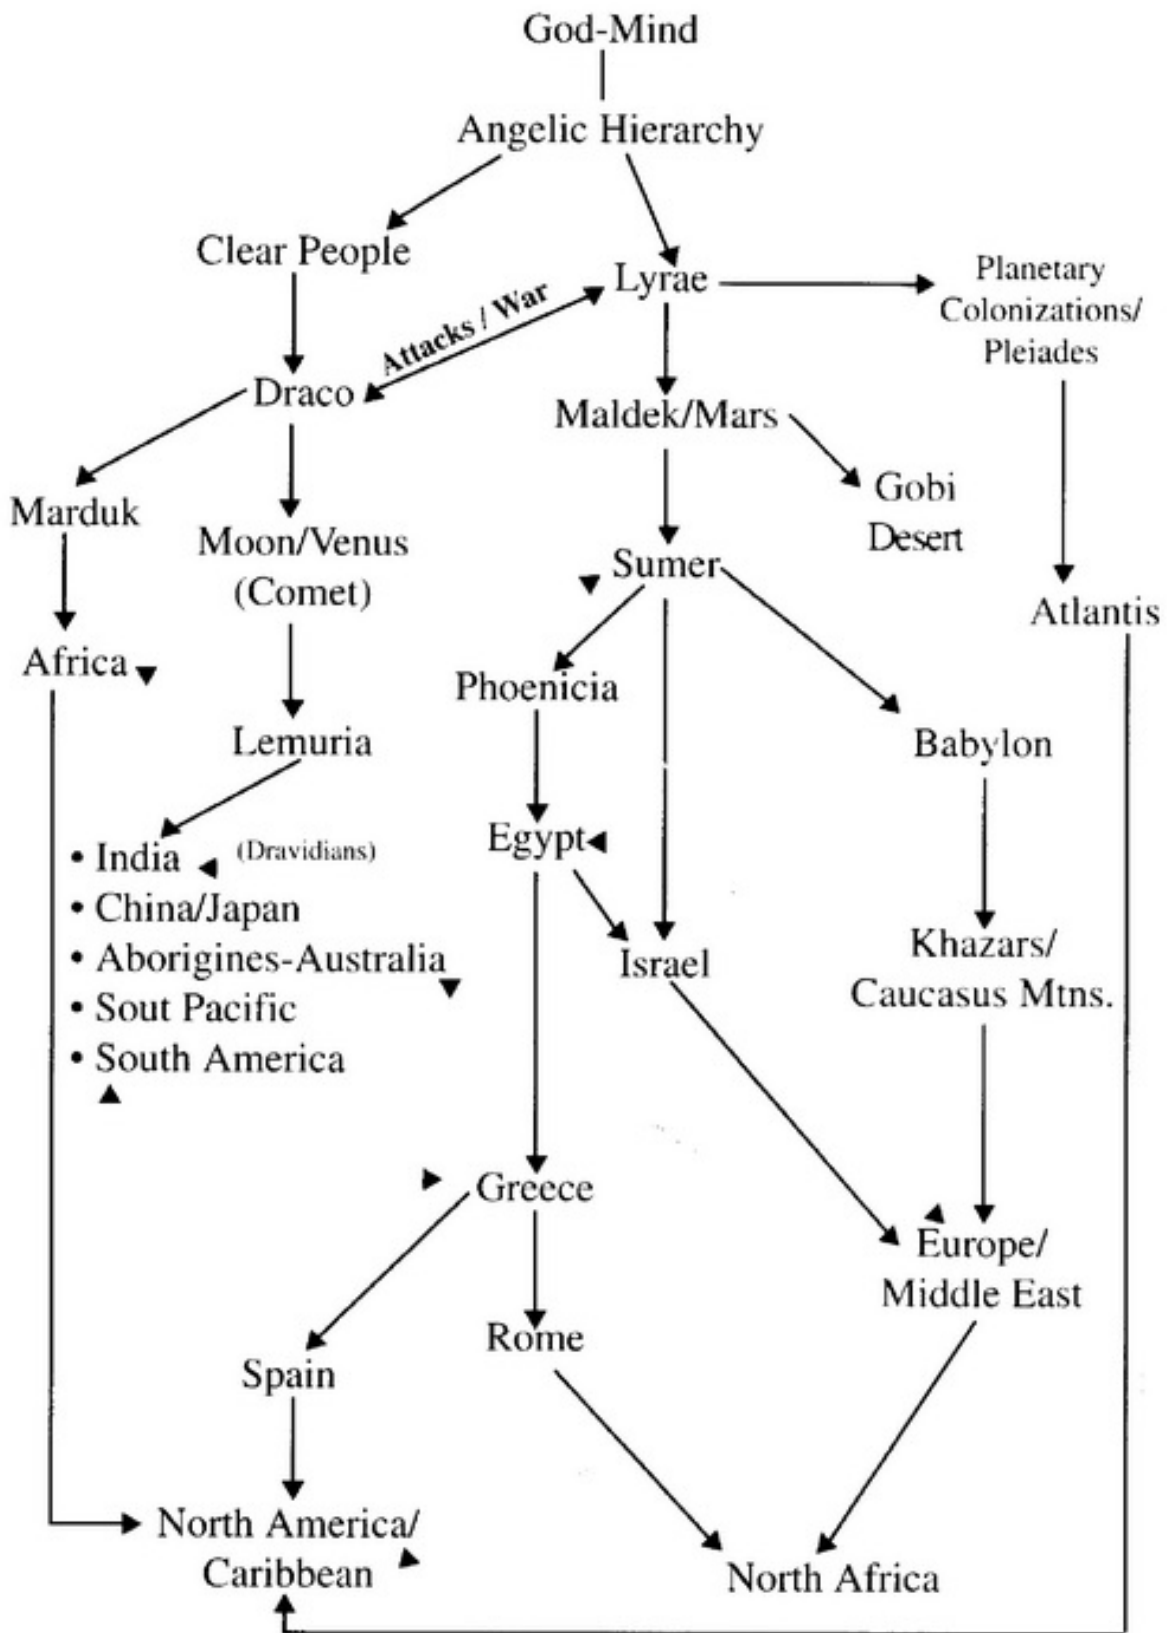 God-Mind
Angelic Hierarchy
Clear People
Lyrae
Planetary
Colonizations/
Pleiades
Attacks / War
Draco
Maldek/Mars
Marduk
Gobi
Desert
Moon/Venus
(Comet)
Sumer
Atlantis
Africa
Phoenicia
Lemuria
Babylon
Egypt
• India (Dravidians)
• China/Japan
• Aborigines-Australia
• Sout Pacific
• South America
Israel
Khazars/
Caucasus Mtns.
Greece
Europe/
Middle East
Rome
Spain
North America/
Caribbean
North Africa